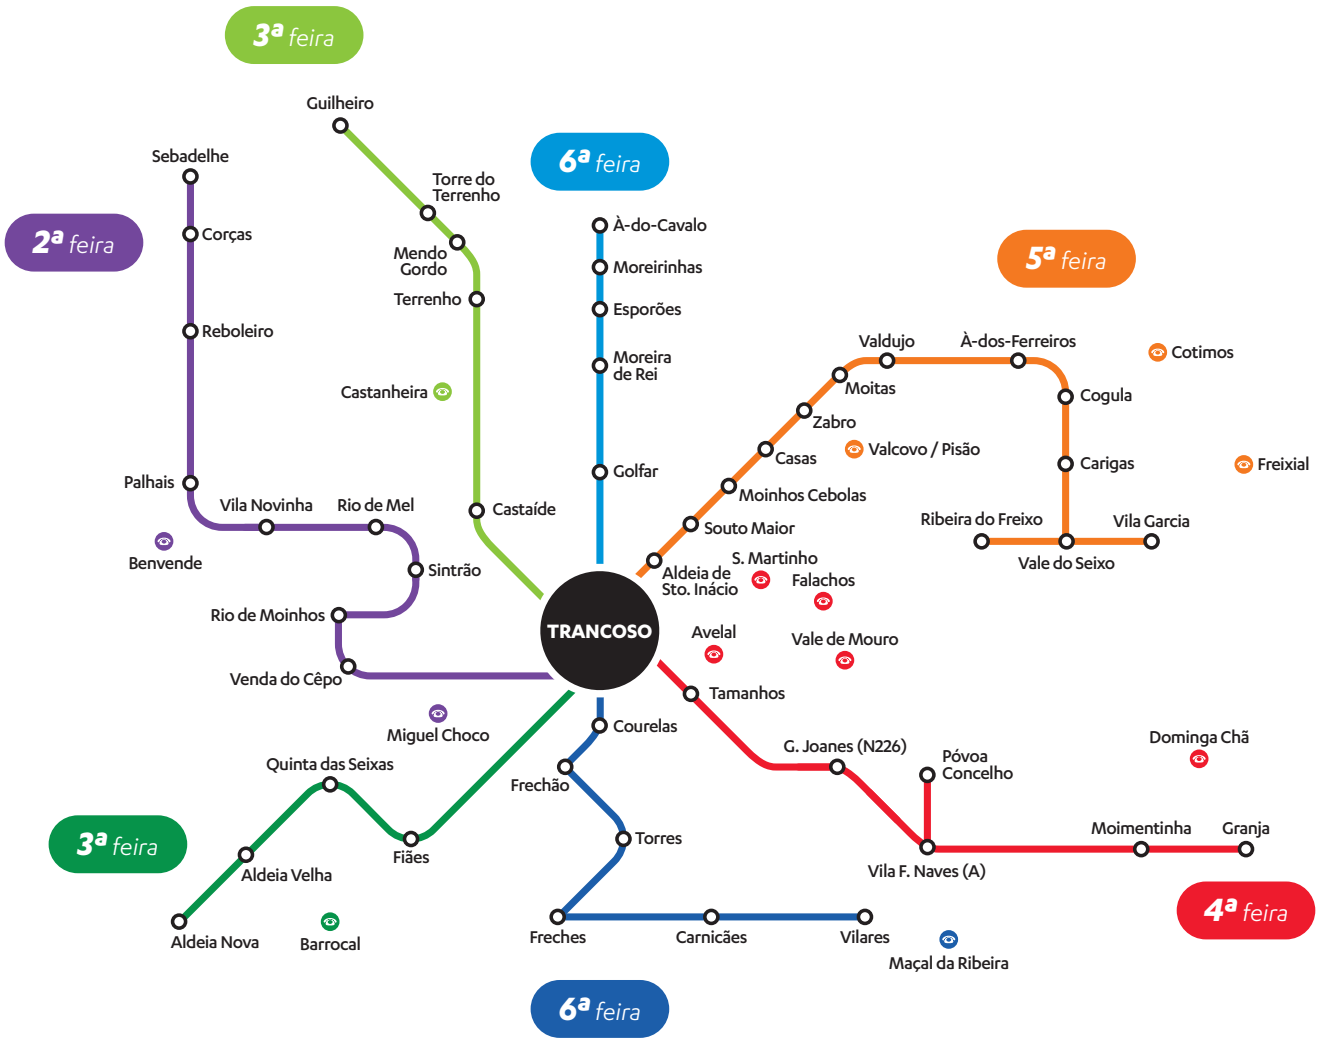 3ª feira
Guilheiro
Sebadelhe
6ª feira
Torre do
Terrenho
2ª feira
Corças
À-do-Cavalo
Mendo
Gordo
Moreirinhas
5ª feira
Terrenho
Esporões
Reboleiro
Valdujo
À-dos-Ferreiros
Cotimos
Moreira
de Rei
Castanheira
Moitas
Cogula
Zabro
Valcovo / Pisão
Casas
Carigas
Freixial
Golfar
Palhais
Vila Novinha
Rio de Mel
Castaíde
Moinhos Cebolas
Souto Maior
Ribeira do Freixo
Vila Garcia
Benvende
Sintrão
S. Martinho
Vale do Seixo
Aldeia de
Sto. Inácio
Falachos
Rio de Moinhos
TRANCOSO
Avelal
Vale de Mouro
Venda do Cêpo
Tamanhos
Miguel Choco
Courelas
G. Joanes (N226)
Póvoa
Concelho
Dominga Chã
Quinta das Seixas
Frechão
3ª feira
Fiães
Torres
Moimentinha
Granja
Aldeia Velha
Vila F. Naves (A)
4ª feira
Aldeia Nova
Barrocal
Freches
Carnicães
Vilares
Maçal da Ribeira
6ª feira